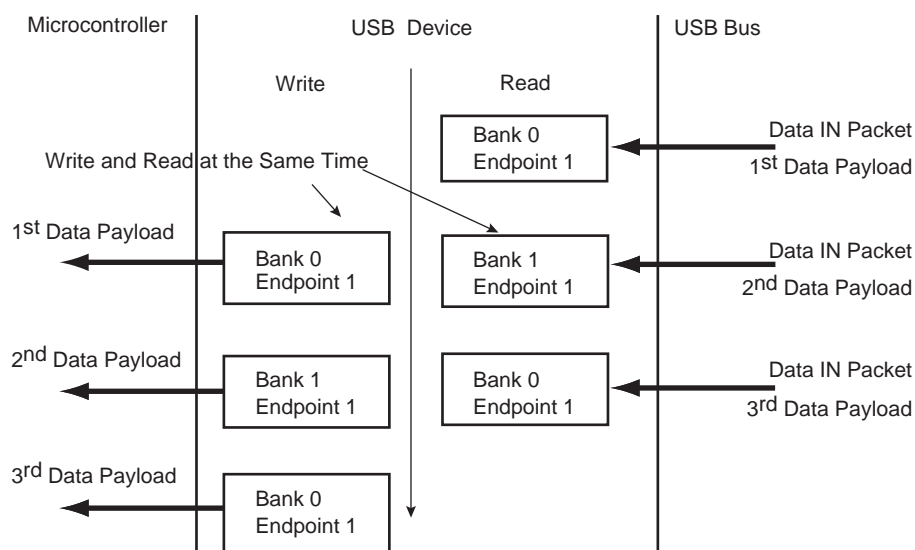 Microcontroller
USB Device
USB Bus
Write
Read
Bank 0
Endpoint 1
Data IN Packet
1st Data Payload
Write and Read at the Same Time
1st Data Payload
Bank 0
Endpoint 1
Bank 1
Endpoint 1
Data IN Packet
2nd Data Payload
2nd Data Payload
Bank 1
Endpoint 1
Bank 0
Endpoint 1
Data IN Packet
3rd Data Payload
3rd Data Payload
Bank 0
Endpoint 1